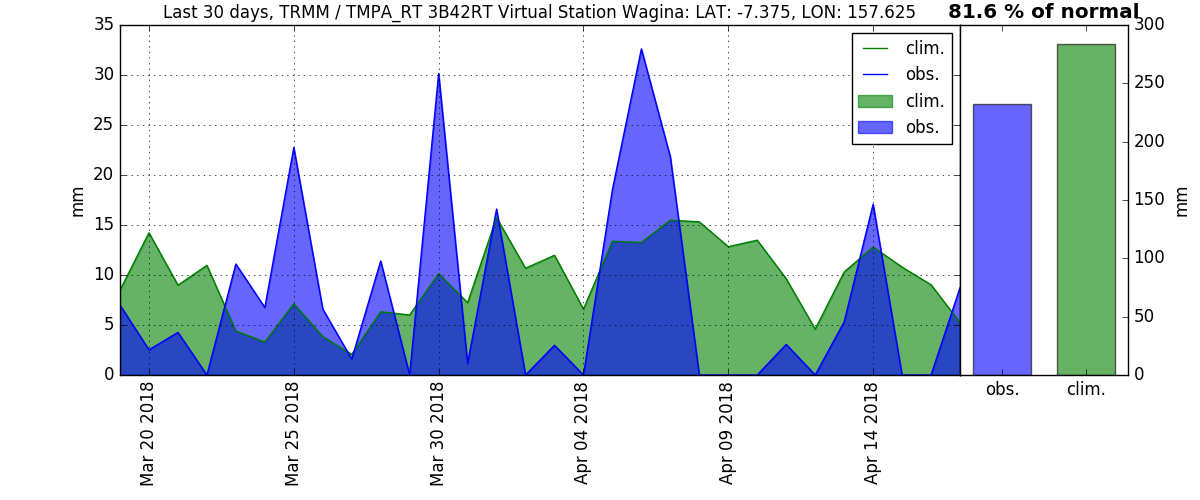 Last 30 days, TRMM / TMPA_RT 3B42RT Virtual Station Wagina: LAT: -7.375, LON: 157.625
81.6 % of normal
35
30
25
20
15
10
5
0
mm
clim.
obs.
clim.
obs.
Mar 20 2018
Mar 25 2018
Mar 30 2018
Apr 04 2018
Apr 09 2018
Apr 14 2018
300
250
200
150
100
50
0
mm
obs.
clim.